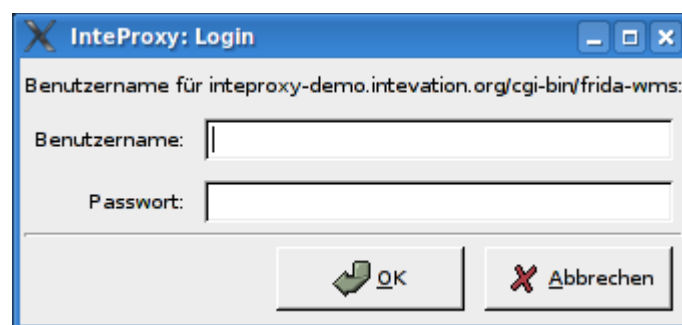 InteProxy: Login
Benutzername für inteproxy-demo.intevation.org/cgi-bin/frida-wms:
Benutzername:
Passwort:
OK Abbrechen